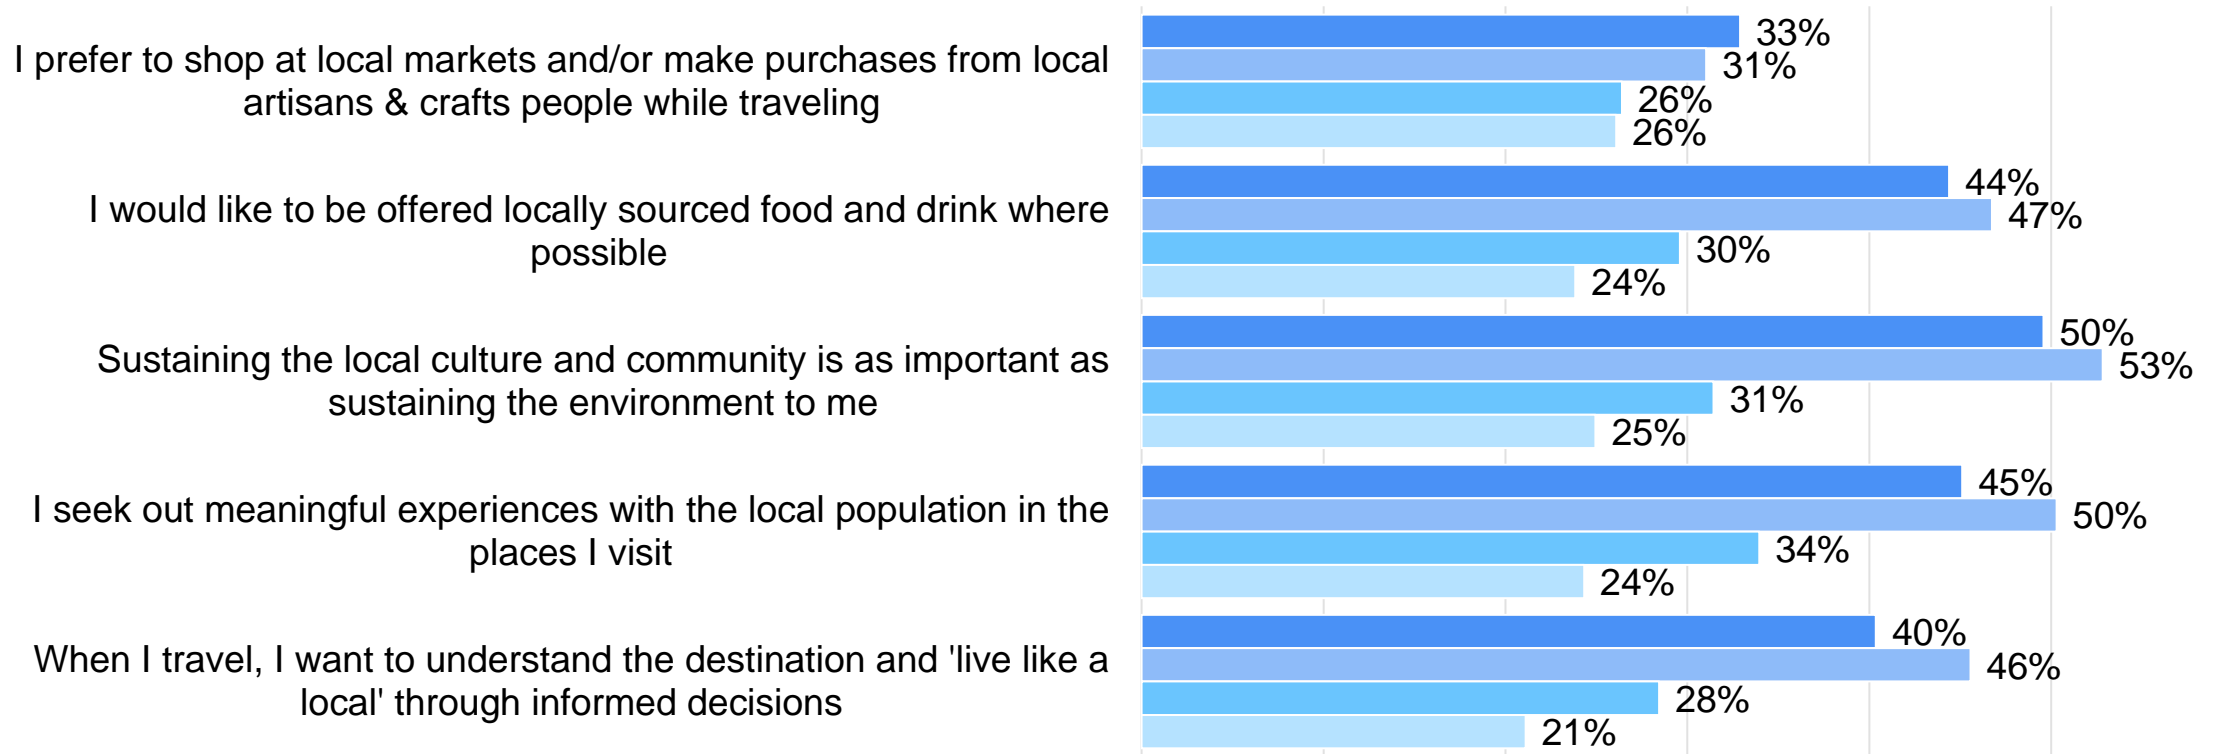 I prefer to shop at local markets and/or make purchases from local
artisans & crafts people while traveling
33%
31%
26%
26%
I would like to be offered locally sourced food and drink where
possible
44%
47%
30%
24%
Sustaining the local culture and community is as important as
sustaining the environment to me
50%
53%
31%
25%
I seek out meaningful experiences with the local population in the
places I visit
45%
50%
34%
24%
When I travel, I want to understand the destination and 'live like a
local' through informed decisions
40%
46%
28%
21%